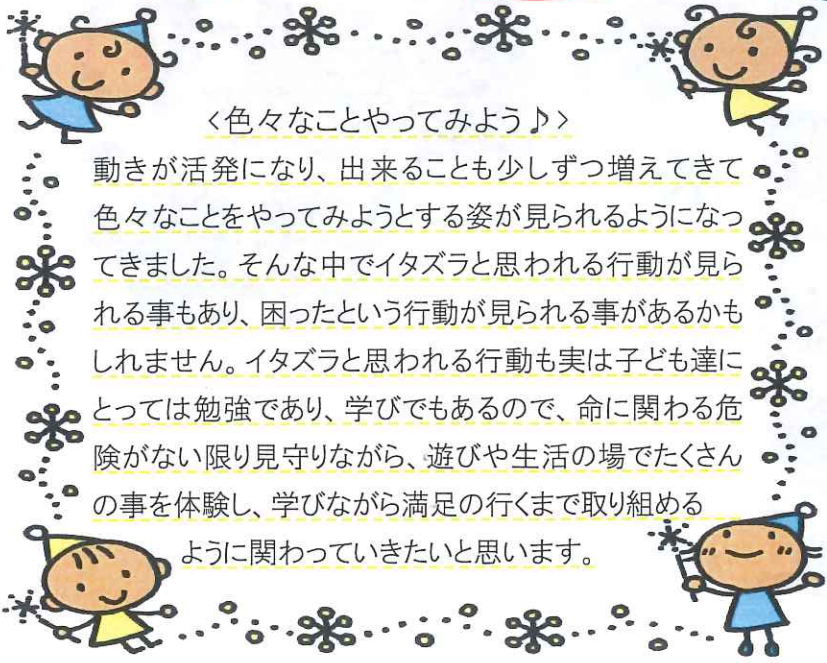 <色々なことやってみよう♪>
動きが活発になり、出来ることも少しずつ増えてきて
色々なことをやってみようとする姿が見られるようになっ
てきました。そんな中でイタズラと思われる行動が見ら
れる事もあり、困ったという行動が見られる事があるかも
しれません。イタズラと思われる行動も実は子ども達に
とっては勉強であり、学びでもあるので、命に関わる危
険がない限り見守りながら、遊びや生活の場でたくさん
の事を体験し、学びながら満足の行くまで取り組める
ように関わっていきたいと思います。